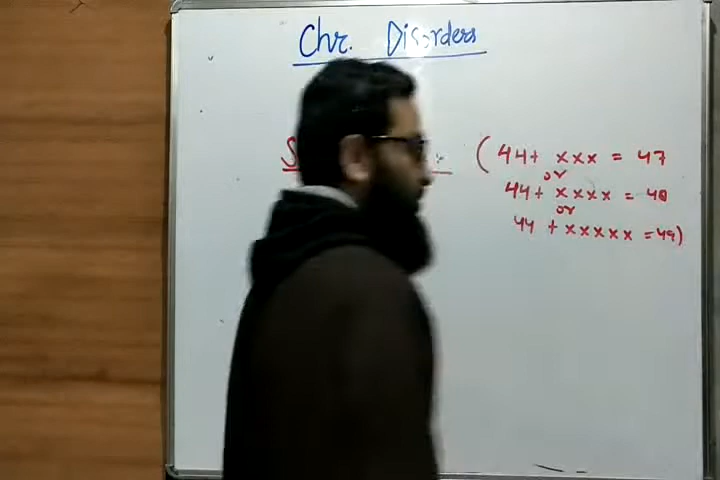 Chr. Disorders
S (44+ xxx = 47
or
44+ xxxx = 48
or
44 + xxxxx = 49)